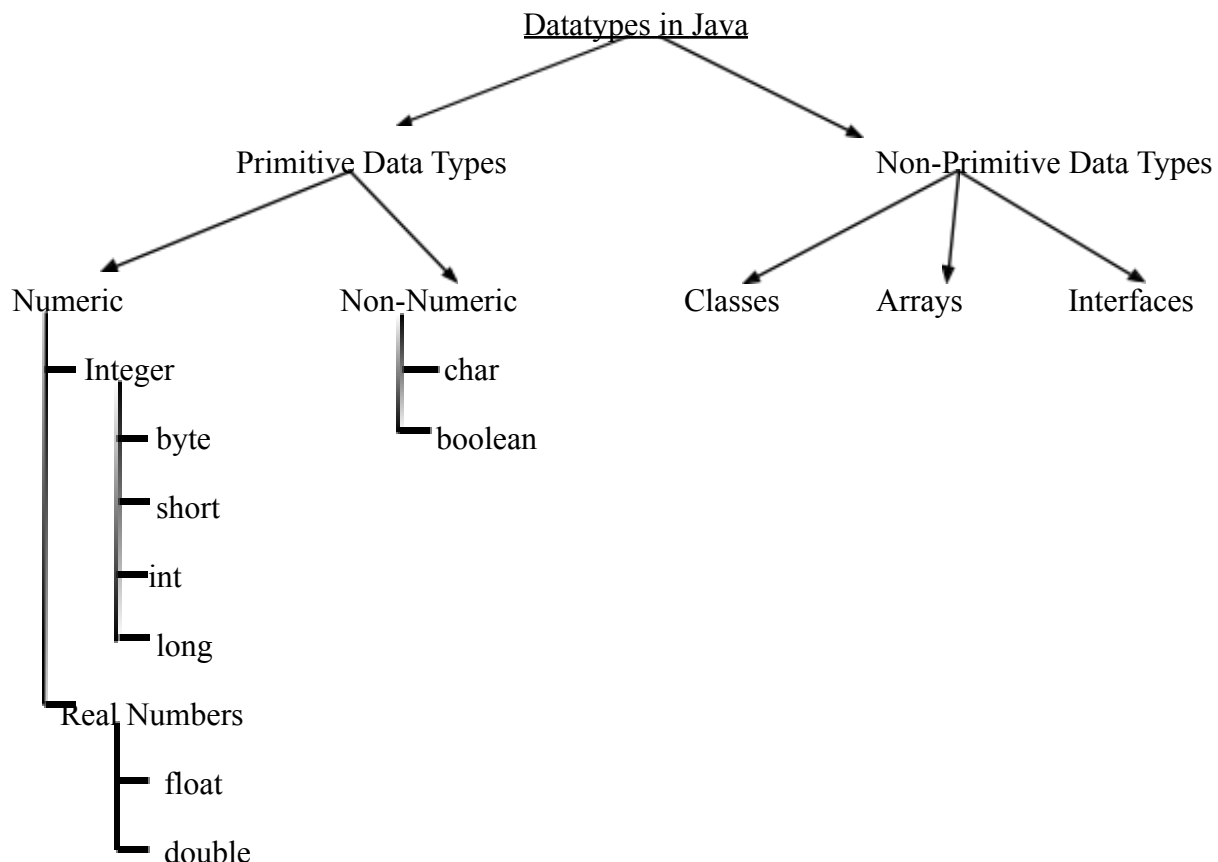 Datatypes in Java
Primitive Data Types
Non-Primitive Data Types
Numeric
Non-Numeric
Classes
Arrays
Interfaces
Integer
char
byte
boolean
short
int
long
Real Numbers
float
double